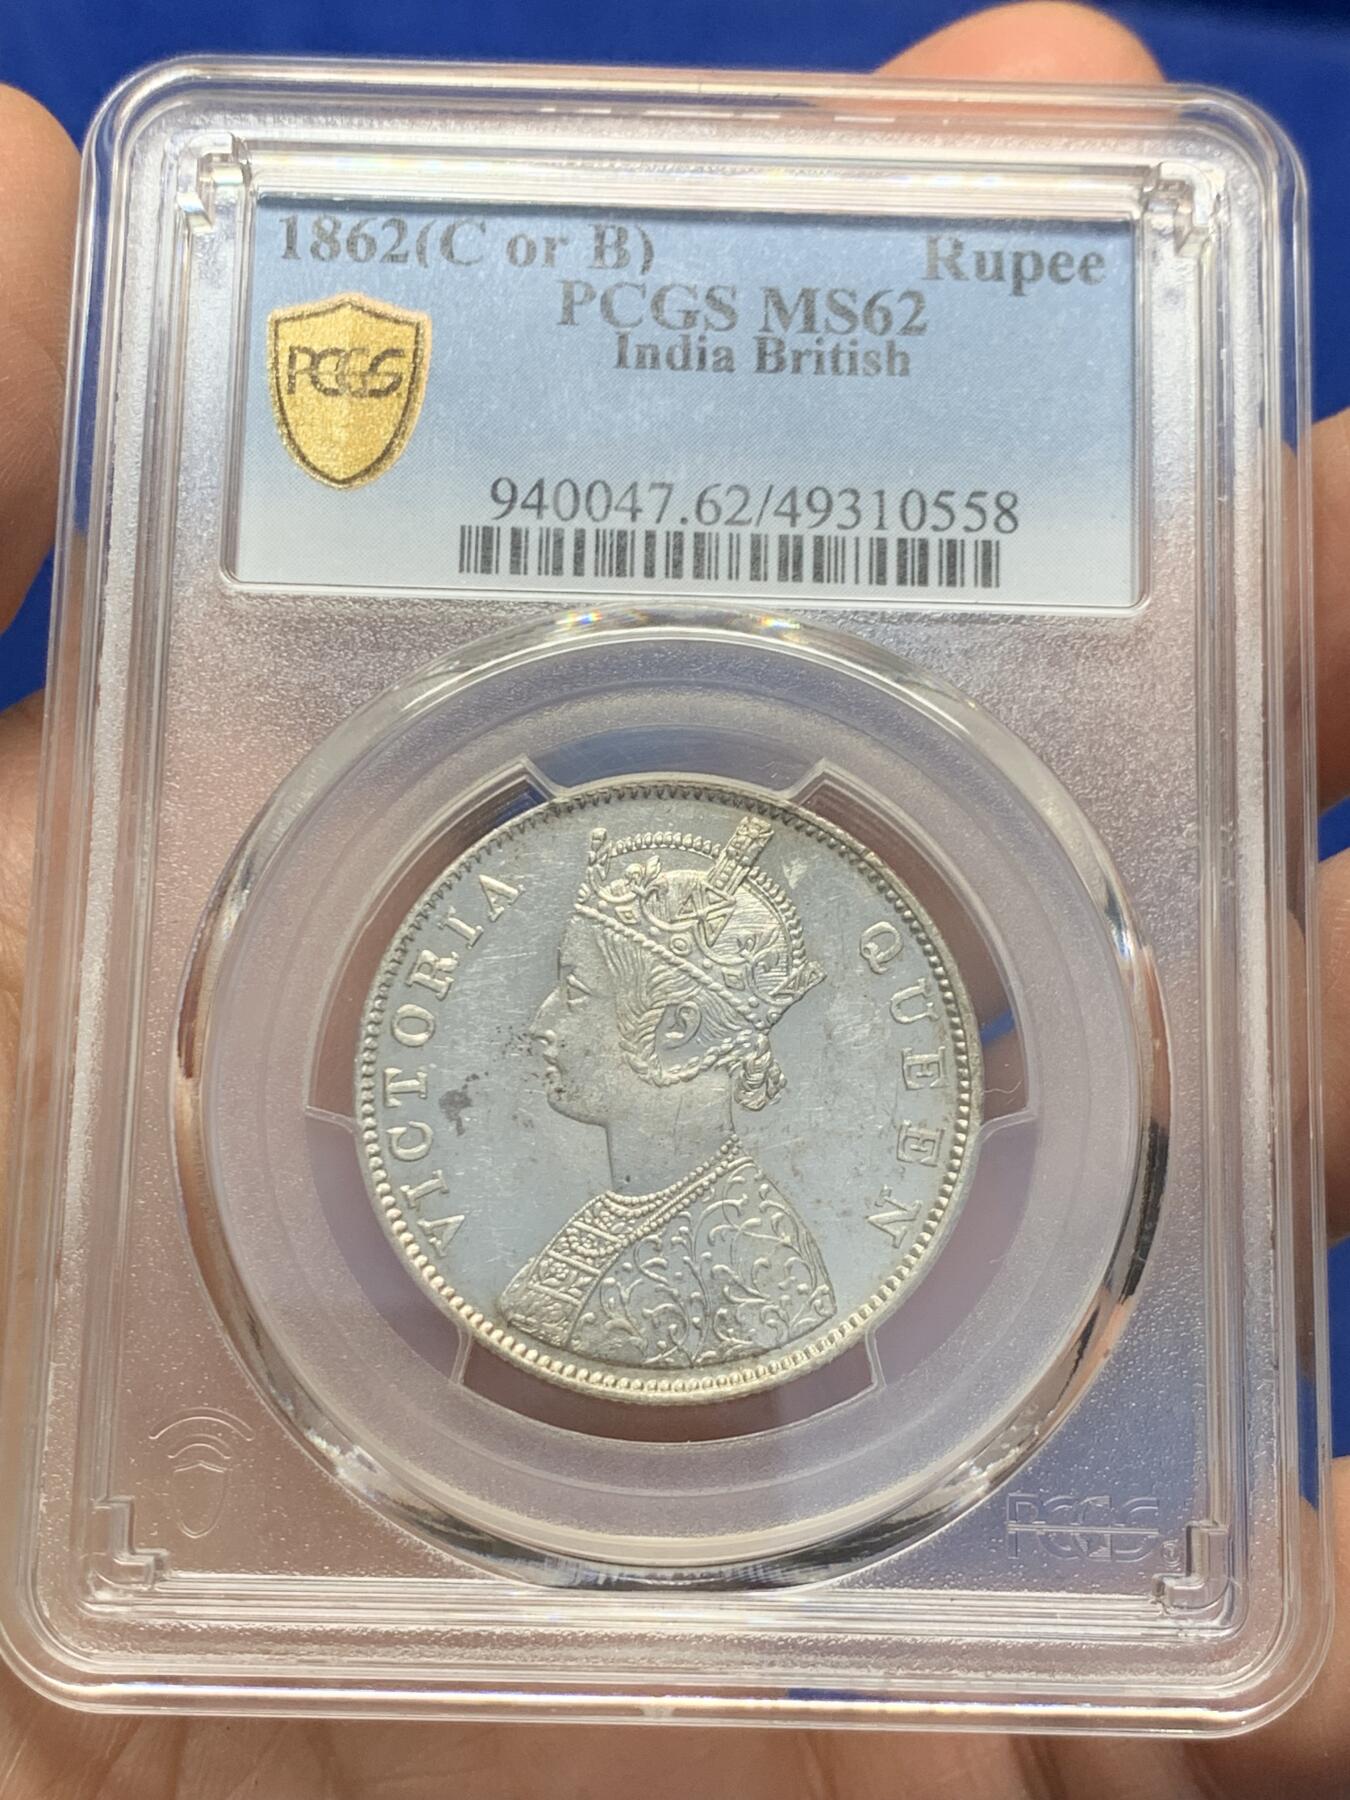 1862(C or B) Rupee
PCGS MS62
India British
PCGS
940047.62/49310558
VICTORIA QUEEN
PCGS